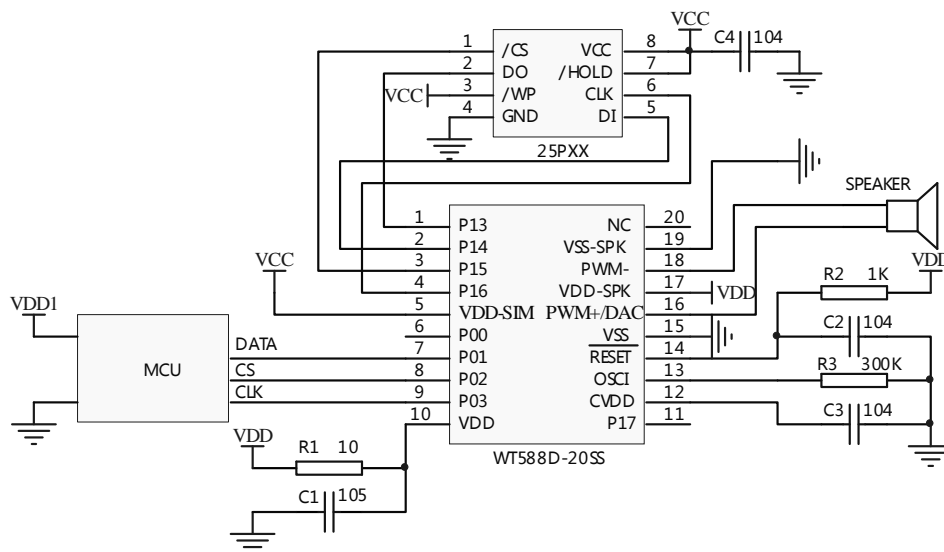 VCC
C4 104
1 /CS VCC 8
2 DO /HOLD 7
VCC 3 /WP CLK 6
4 GND DI 5
25PXX
SPEAKER
1 P13 NC 20
2 P14 VSS-SPK 19
3 P15 PWM- 18
4 P16 VDD-SPK 17 VDD
VCC
5 VDD-SIM PWM+/DAC 16
6 P00 VSS 15
7 P01 RESET 14
8 P02 OSCI 13
9 P03 CVDD 12
10 VDD P17 11
WT588D-20SS
VDD
R2 1K
C2 104
R3 300K
C3 104
VDD1
MCU
DATA
CS
CLK
VDD
R1 10
C1 105